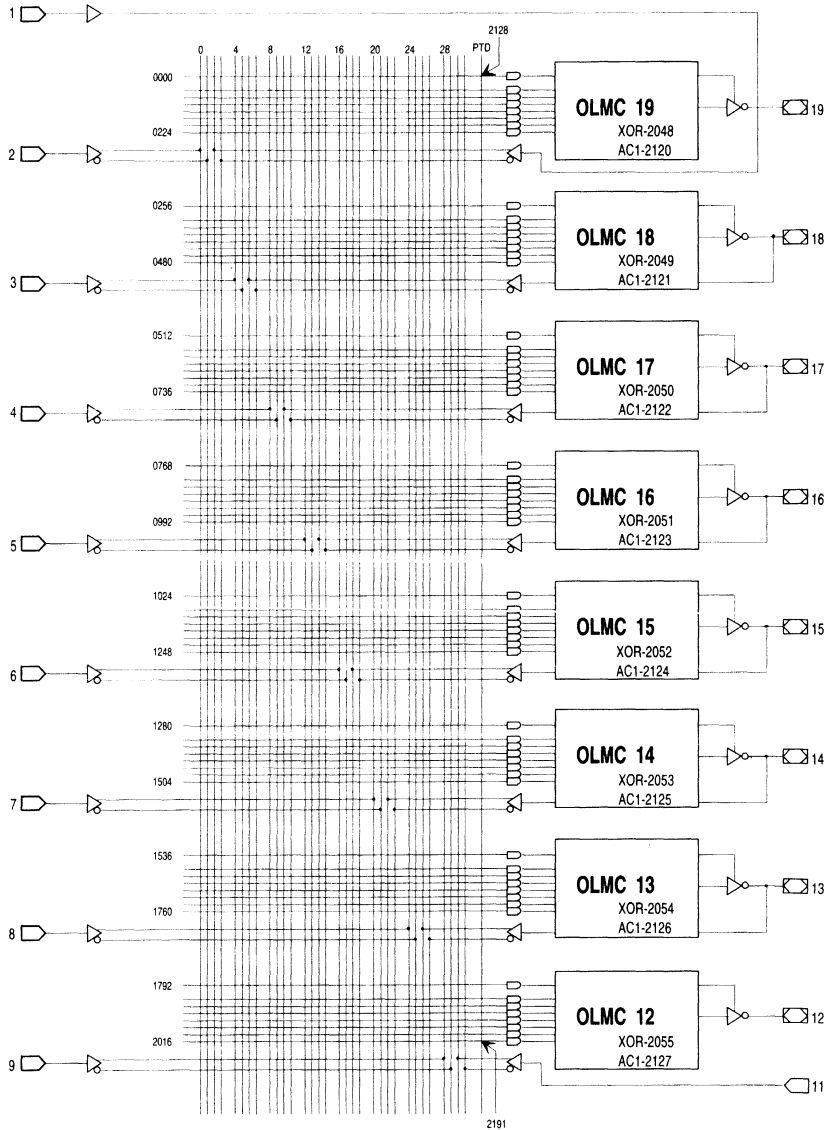 1
2128
0 4 8 12 16 20 24 28 PTD
0000
OLMC 19
XOR-2048
AC1-2120
19
0224
2
0256
OLMC 18
XOR-2049
AC1-2121
18
0480
3
0512
OLMC 17
XOR-2050
AC1-2122
17
0736
4
0768
OLMC 16
XOR-2051
AC1-2123
16
0992
5
1024
OLMC 15
XOR-2052
AC1-2124
15
1248
6
1280
OLMC 14
XOR-2053
AC1-2125
14
1504
7
1536
OLMC 13
XOR-2054
AC1-2126
13
1760
8
1792
OLMC 12
XOR-2055
AC1-2127
12
2016
9
11
2191